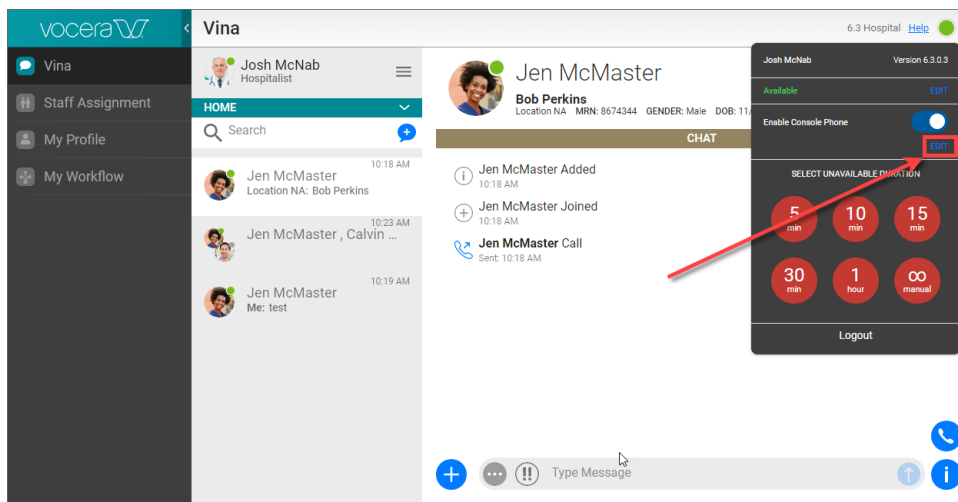 vocera
Vina
6.3 Hospital Help
Vina
Staff Assignment
My Profile
My Workflow
Josh McNab
Hospitalist
HOME
Search
10:18 AM
Jen McMaster
Location NA: Bob Perkins
10:23 AM
Jen McMaster , Calvin ...
10:19 AM
Jen McMaster
Me: test
Jen McMaster
Bob Perkins
Location NA MRN: 8674344 GENDER: Male DOB: 11/
CHAT
Jen McMaster Added
10:18 AM
Jen McMaster Joined
10:18 AM
Jen McMaster Call
Sent: 10:18 AM
Type Message
Josh McNab Version 6.3.0.3
Available EDIT
Enable Console Phone
EDIT
SELECT UNAVAILABLE DURATION
5 min
10 min
15 min
30 min
1 hour
∞ manual
Logout